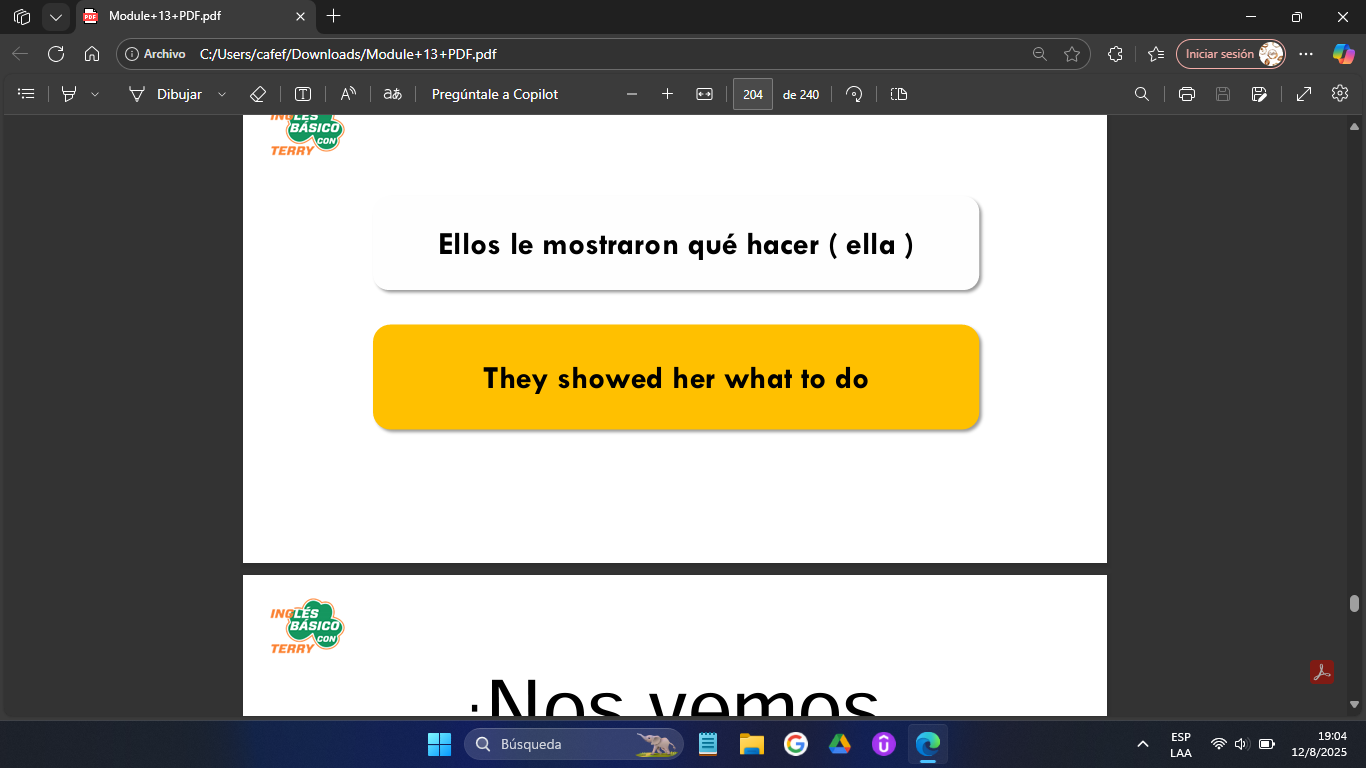 Module+13+PDF.pdf
Archivo C:/Users/cafef/Downloads/Module+13+PDF.pdf
Iniciar sesión
Dibujar
aあ
Pregúntale a Copilot
204 de 240
INGLÉS
BÁSICO
CON
TERRY
Ellos le mostraron qué hacer ( ella )
They showed her what to do
INGLÉS
BÁSICO
CON
TERRY
¡Nos vemos
Búsqueda
ESP
LAA
19:04
12/8/2025